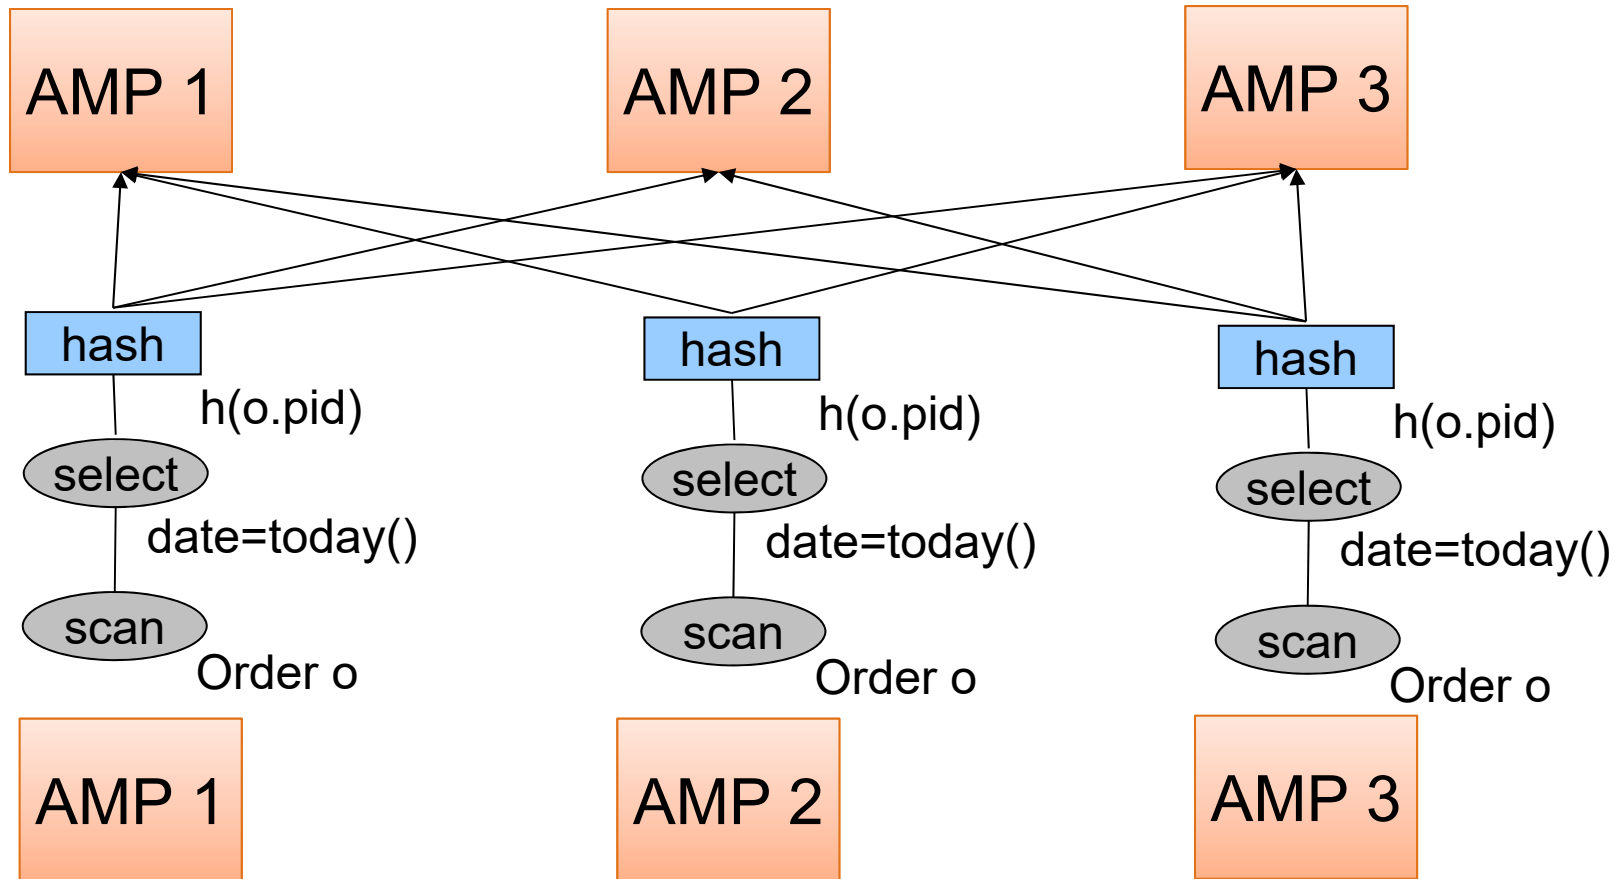 AMP 1
AMP 2
AMP 3
hash
hash
hash
h(o.pid)
h(o.pid)
h(o.pid)
select
select
select
date=today()
date=today()
date=today()
scan
scan
scan
Order o
Order o
Order o
AMP 1
AMP 2
AMP 3